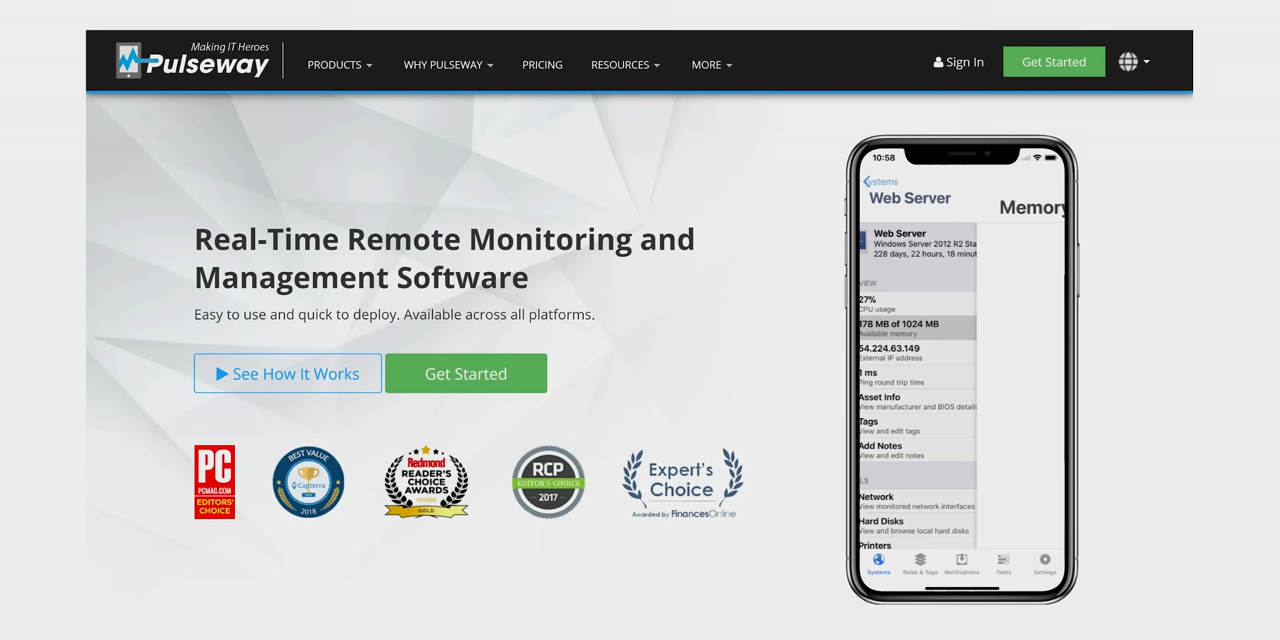 Making IT Heroes
Pulseway
PRODUCTS
WHY PULSEWAY
PRICING
RESOURCES
MORE
Sign In
Get Started
Real-Time Remote Monitoring and
Management Software
Easy to use and quick to deploy. Available across all platforms.
See How It Works
Get Started
PC
PCMAG.COM
EDITORS'
CHOICE
BEST VALUE
Capterra
2018
Redmond
READER'S
CHOICE
AWARDS
WINNER
GOLD
RCP
EDITOR'S CHOICE
2017
Expert's
Choice
Awarded by FinancesOnline
10:58
ystems
Web Server
Memory
Web Server
Windows Server 2012 R2 Sta
228 days, 22 hours, 18 minut
VIEW
27%
CPU usage
178 MB of 1024 MB
Available memory
54.224.63.149
External IP address
1 ms
Ping round trip time
Asset Info
View manufacturer and BIOS details
Tags
View and edit tags
Add Notes
View and edit notes
LS
Network
View monitored network interfaces
Hard Disks
View and browse local hard disks
Printers
Systems
Rules & Tags
Notifications
Tasks
Settings